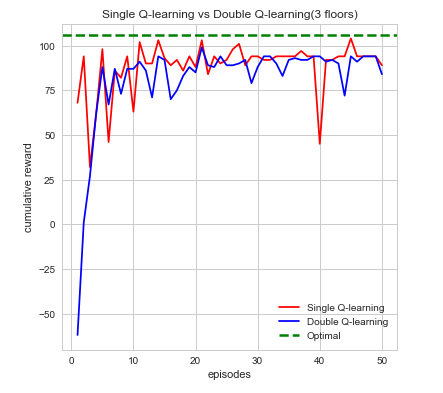 Single Q-learning vs Double Q-learning(3 floors)
cumulative reward
100
75
50
25
0
−25
−50
0
10
20
30
40
50
episodes
Single Q-learning
Double Q-learning
Optimal